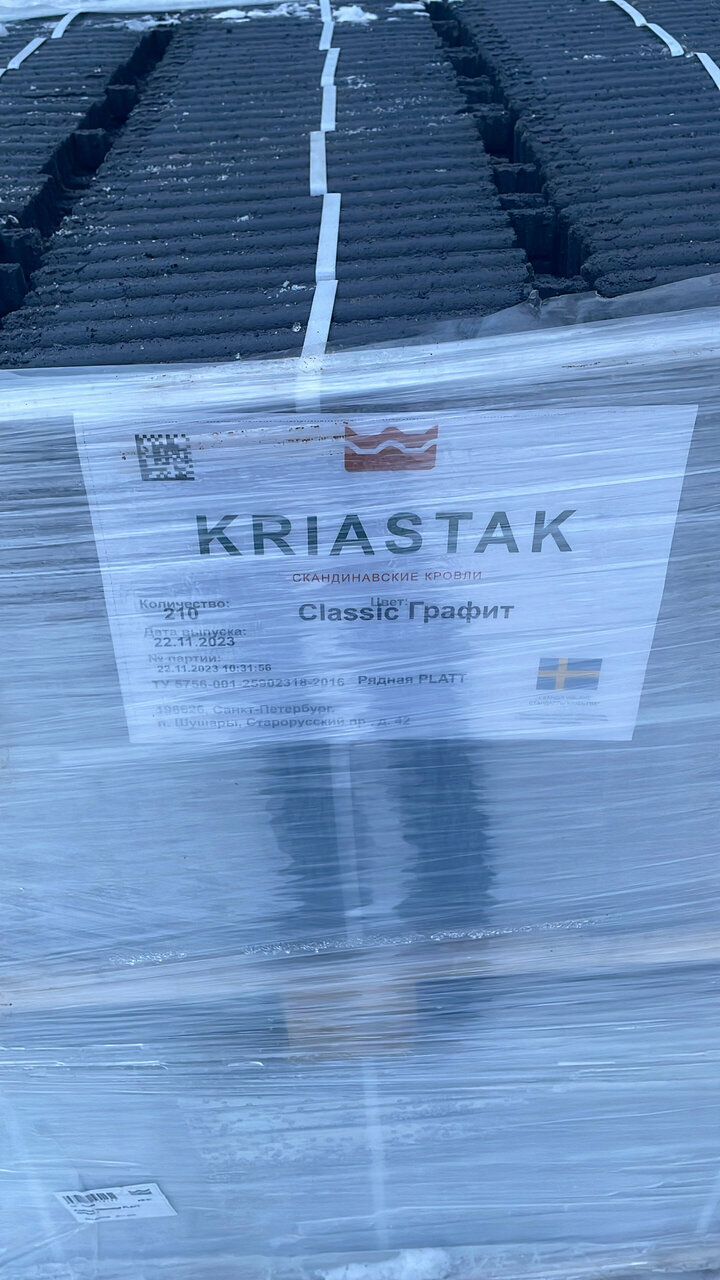 KRIASTAK
СКАНДИНАВСКИЕ КРОВЛИ
Количество:
210
Цвет:
Classic Графит
Дата выпуска:
22.11.2023
№ партии:
22.11.2023 10:31:56
ТУ 5756-001-25902318-2016 Рядная PLATT
196626, Санкт-Петербург,
п. Шушары, Старорусский пр., д. 42